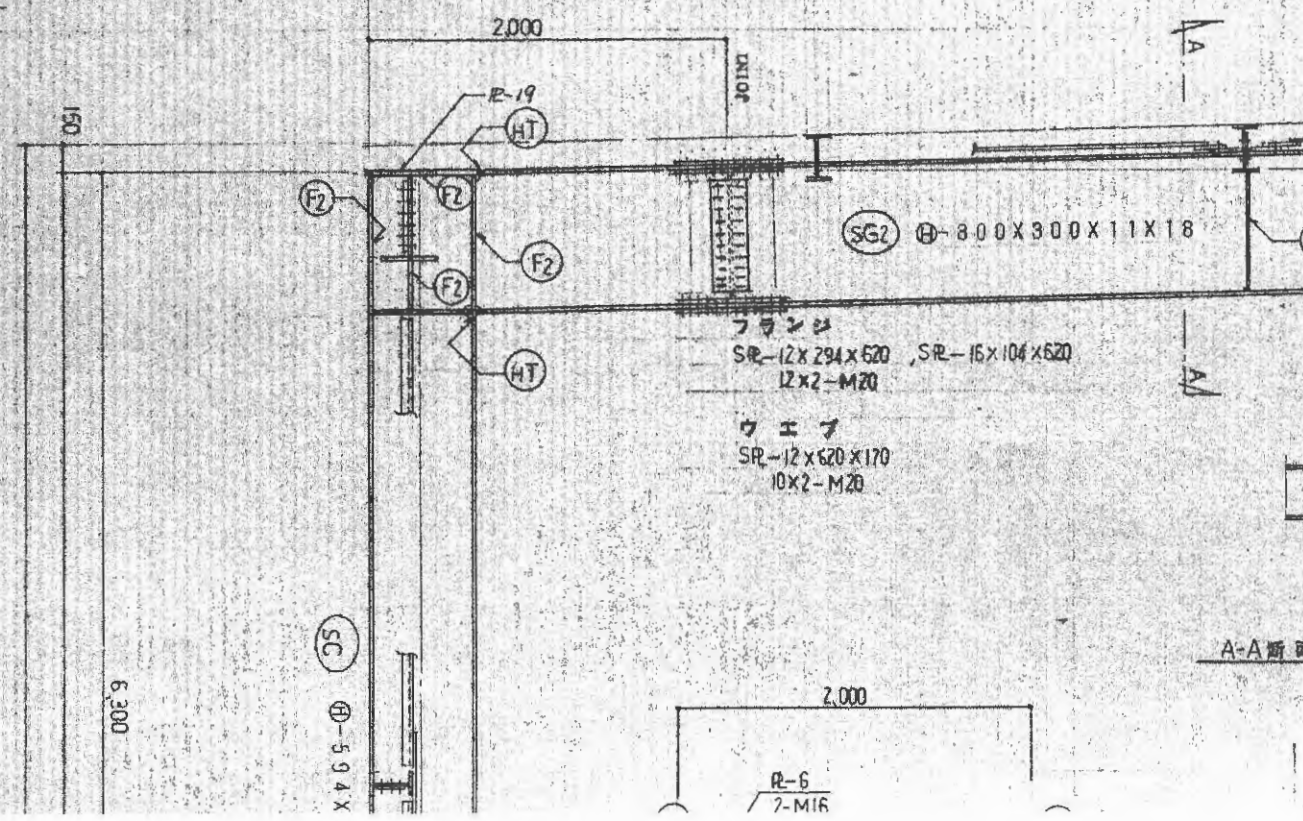 2,000
A
JOINT
150
PL-19
HT
F2
F2
F2
SG2 H-800X300X11X18
F2
フランジ
SPL-12X294X620 ,SPL-16X104X620
12X2-M20
HT
A
ウエブ
SPL-12X620X170
10X2-M20
SC H-594X
A-A断面
6,300
2,000
PL-6
2-M16